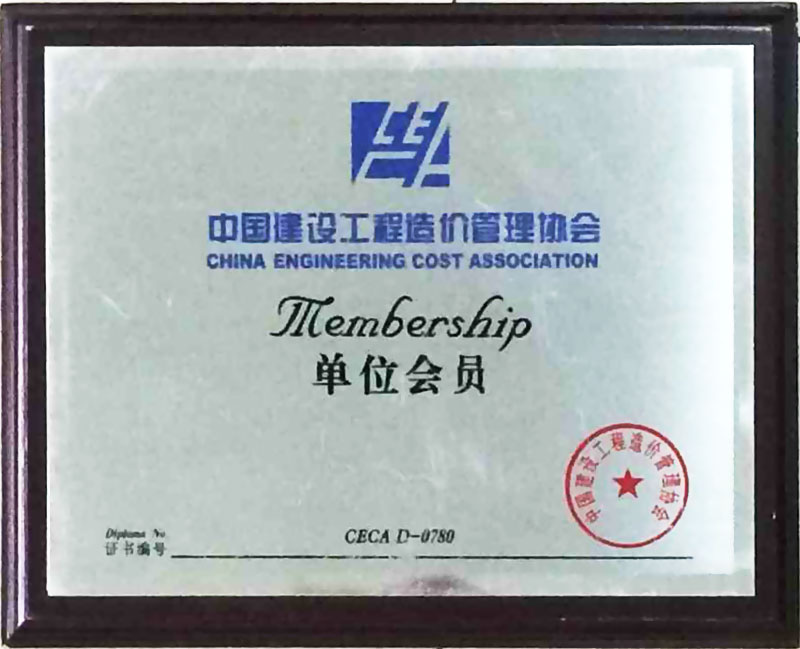 中国建设工程造价管理协会
CHINA ENGINEERING COST ASSOCIATION
Membership
单位会员
中国建设工程造价管理协会
Diploma No
证书编号
CECA D-0780